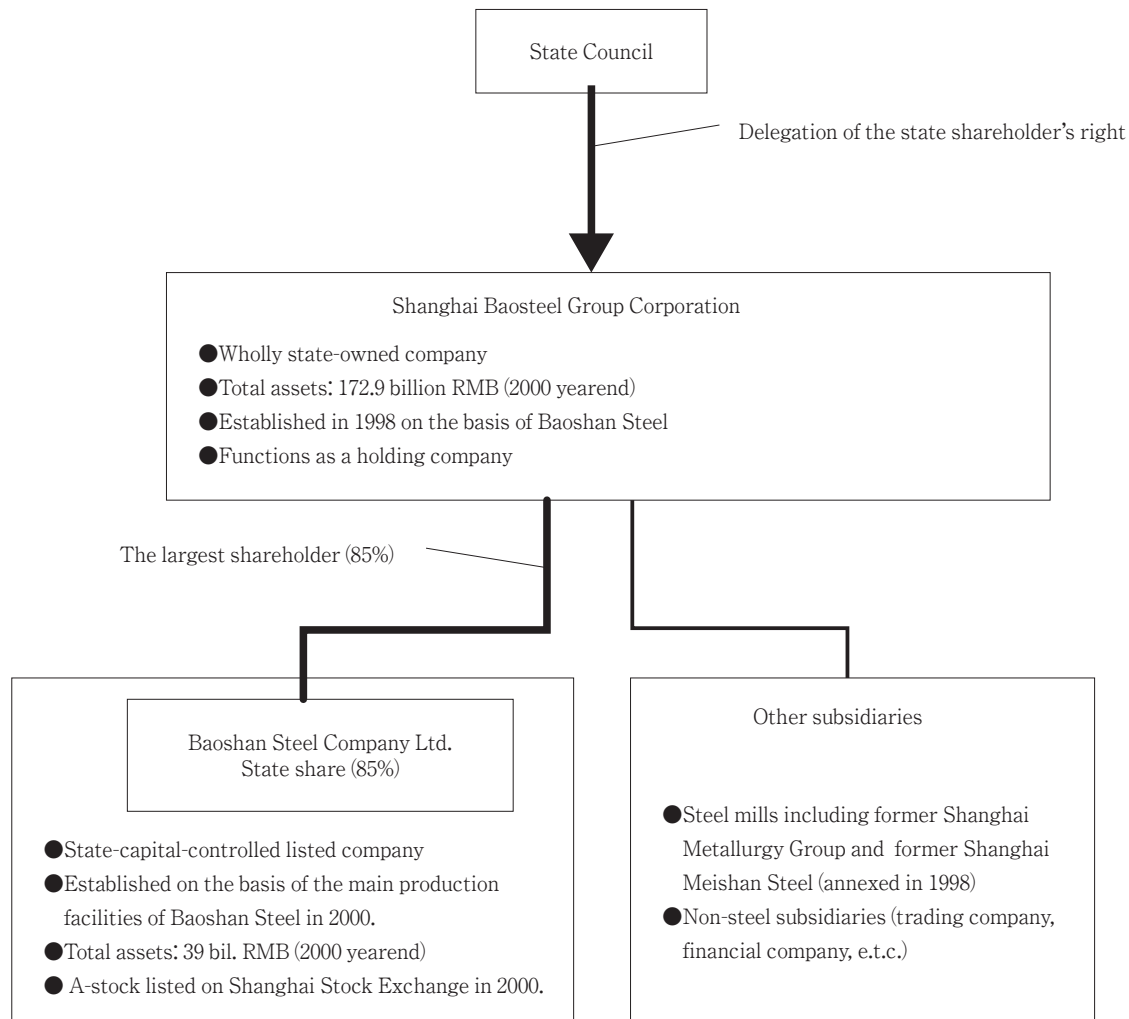 State Council
Delegation of the state shareholder’s right
Shanghai Baosteel Group Corporation
●Wholly state-owned company
●Total assets: 172.9 billion RMB (2000 yearend)
●Established in 1998 on the basis of Baoshan Steel
●Functions as a holding company
The largest shareholder (85%)
Baoshan Steel Company Ltd.
State share (85%)
●State-capital-controlled listed company
●Established on the basis of the main production
facilities of Baoshan Steel in 2000.
●Total assets: 39 bil. RMB (2000 yearend)
● A-stock listed on Shanghai Stock Exchange in 2000.
Other subsidiaries
●Steel mills including former Shanghai
Metallurgy Group and former Shanghai
Meishan Steel (annexed in 1998)
●Non-steel subsidiaries (trading company,
financial company, e.t.c.)